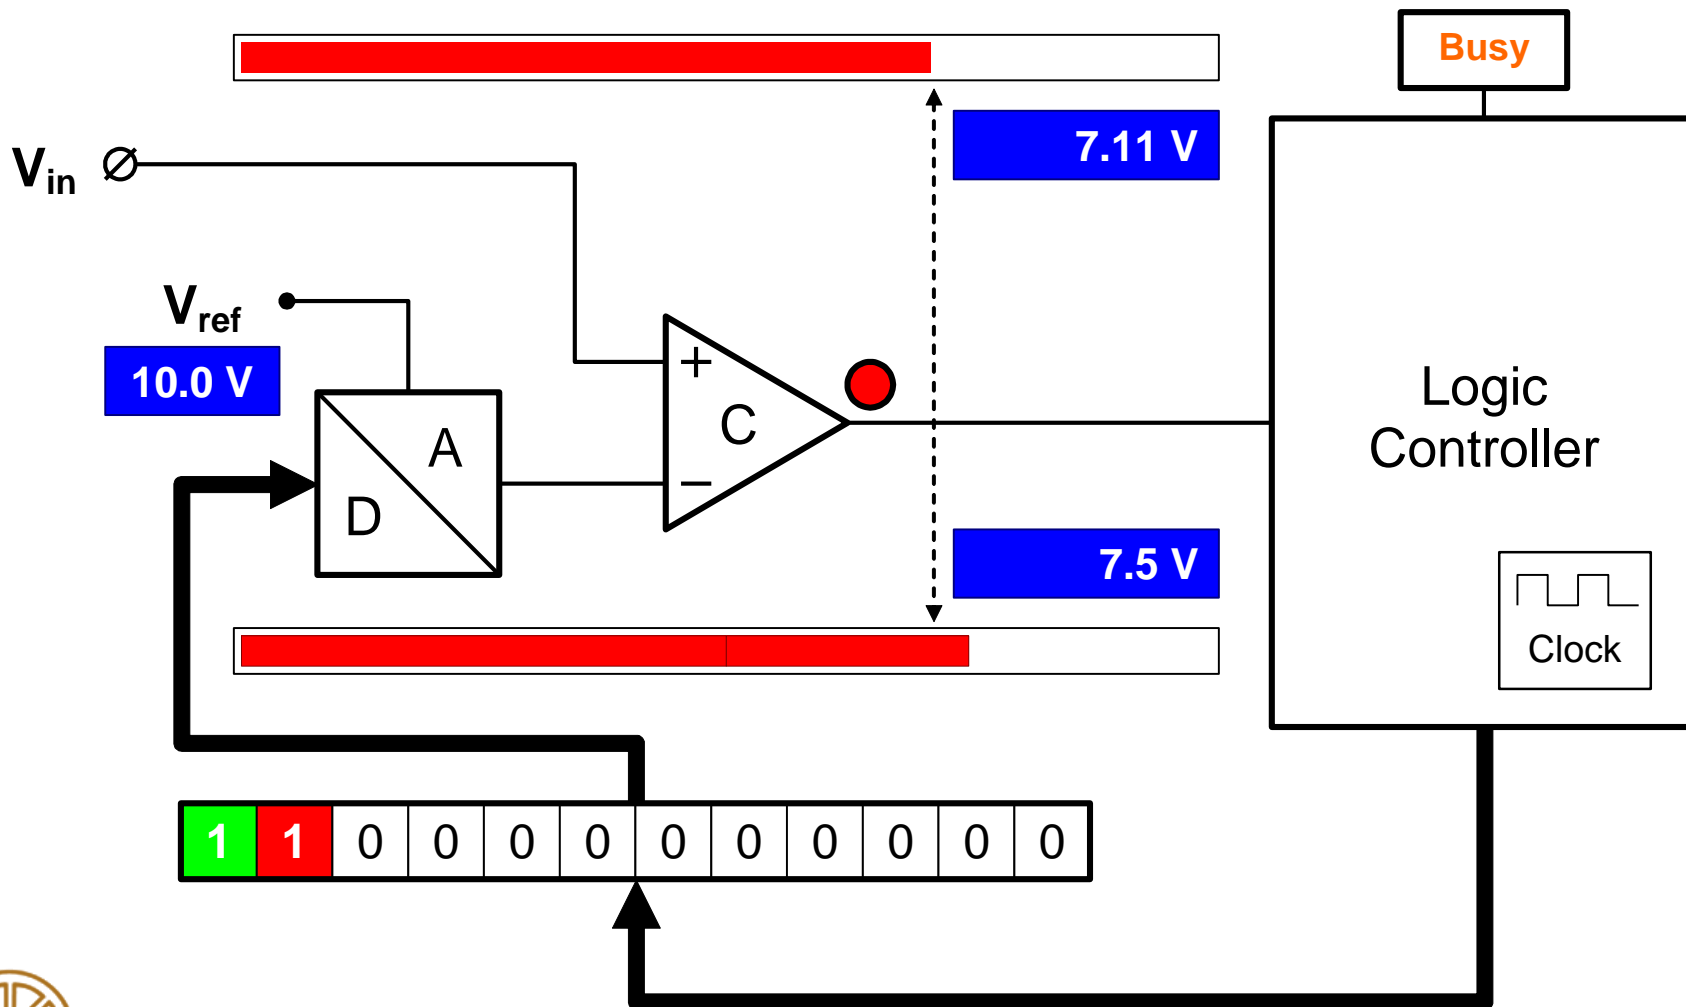 Busy
7.11 V
Vin
Vref
10.0 V
A
D
+
C
−
Logic
Controller
7.5 V
Clock
1 1 0 0 0 0 0 0 0 0 0 0